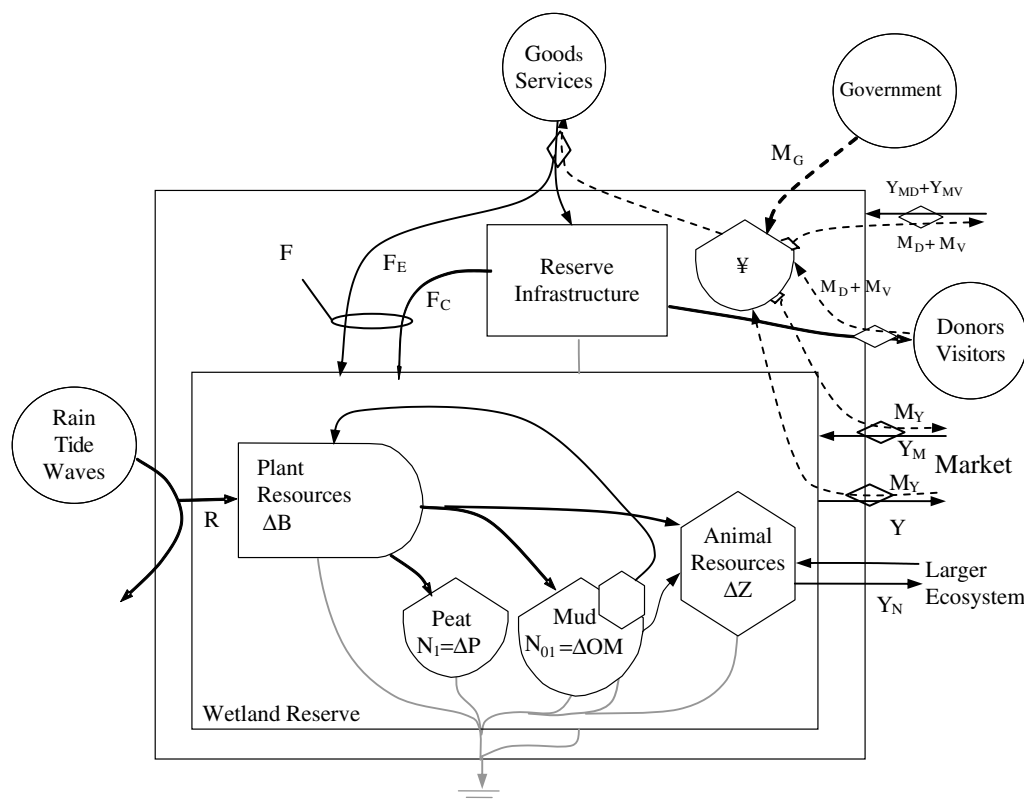 Goods
Services
Government
M_G
Y_MD+Y_MV
M_D+ M_V
¥
M_D+ M_V
Donors
Visitors
F
F_E
F_C
Reserve
Infrastructure
Rain
Tide
Waves
R
Plant
Resources
ΔB
M_Y
Y_M
Market
M_Y
Y
Animal
Resources
ΔZ
Larger
Ecosystem
Y_N
Peat
N_1=ΔP
Mud
N_01=ΔOM
Wetland Reserve